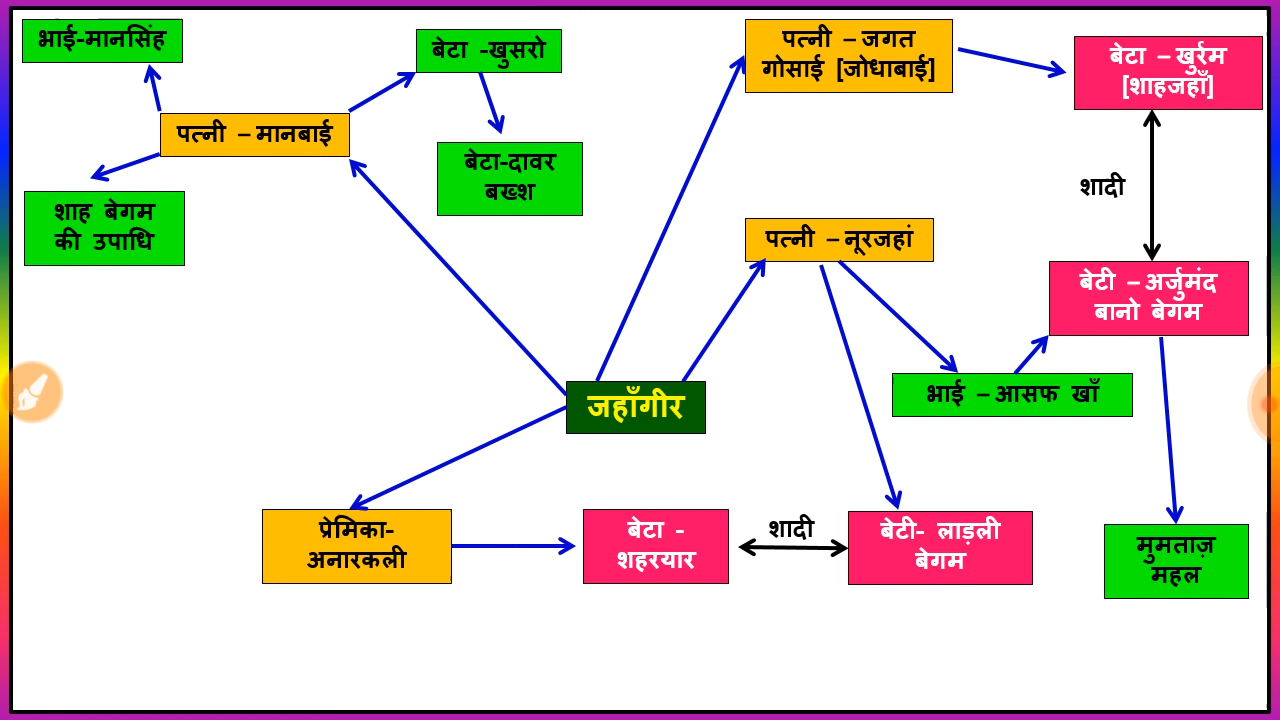 भाई-मानसिंह
बेटा -खुसरो
पत्नी – जगत
गोसाई [जोधाबाई]
बेटा – खुर्रम
[शाहजहाँ]
पत्नी – मानबाई
बेटा-दावर
बख्श
शादी
शाह बेगम
की उपाधि
पत्नी – नूरजहां
बेटी – अर्जुमंद
बानो बेगम
जहाँगीर
भाई – आसफ खाँ
प्रेमिका-
अनारकली
बेटा -
शहरयार
शादी
बेटी- लाड़ली
बेगम
मुमताज़
महल